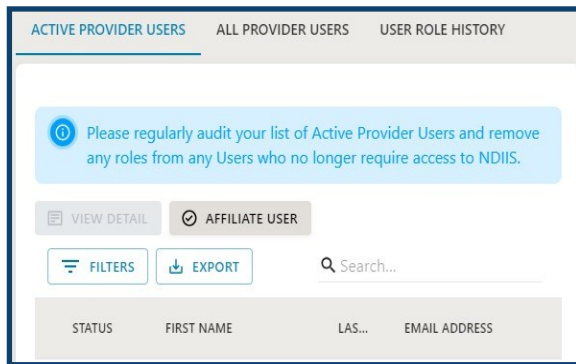 ACTIVE PROVIDER USERS ALL PROVIDER USERS USER ROLE HISTORY
Please regularly audit your list of Active Provider Users and remove
any roles from any Users who no longer require access to NDIIS.
VIEW DETAIL AFFILIATE USER
FILTERS EXPORT Search...
STATUS FIRST NAME LAS... EMAIL ADDRESS